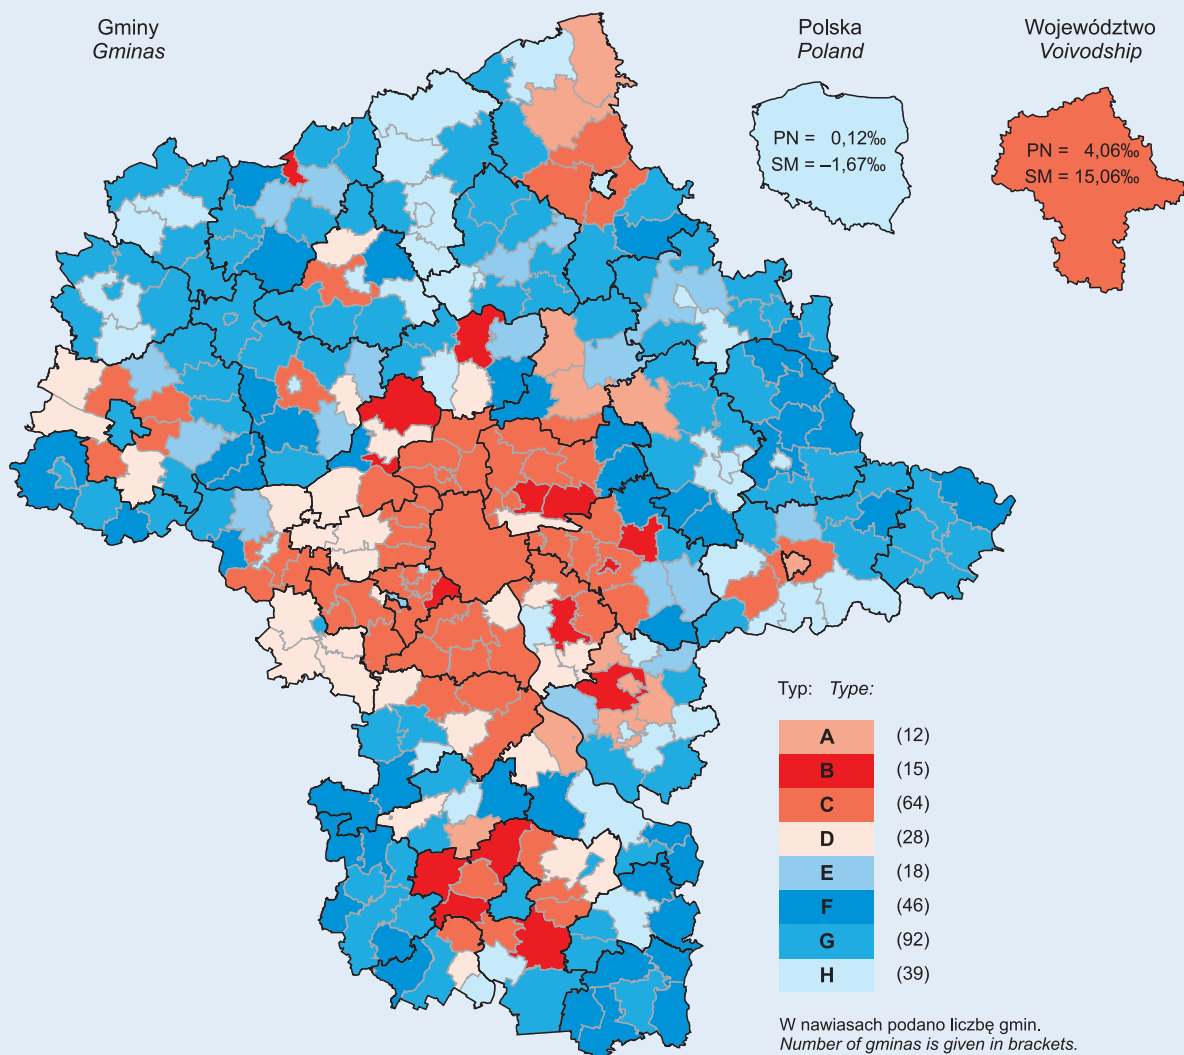 Gminy
Gminas
Polska
Poland
Województwo
Voivodship
PN = 0,12‰
SM = –1,67‰
PN = 4,06‰
SM = 15,06‰
Typ: Type:
A (12)
B (15)
C (64)
D (28)
E (18)
F (46)
G (92)
H (39)
W nawiasach podano liczbę gmin.
Number of gminas is given in brackets.